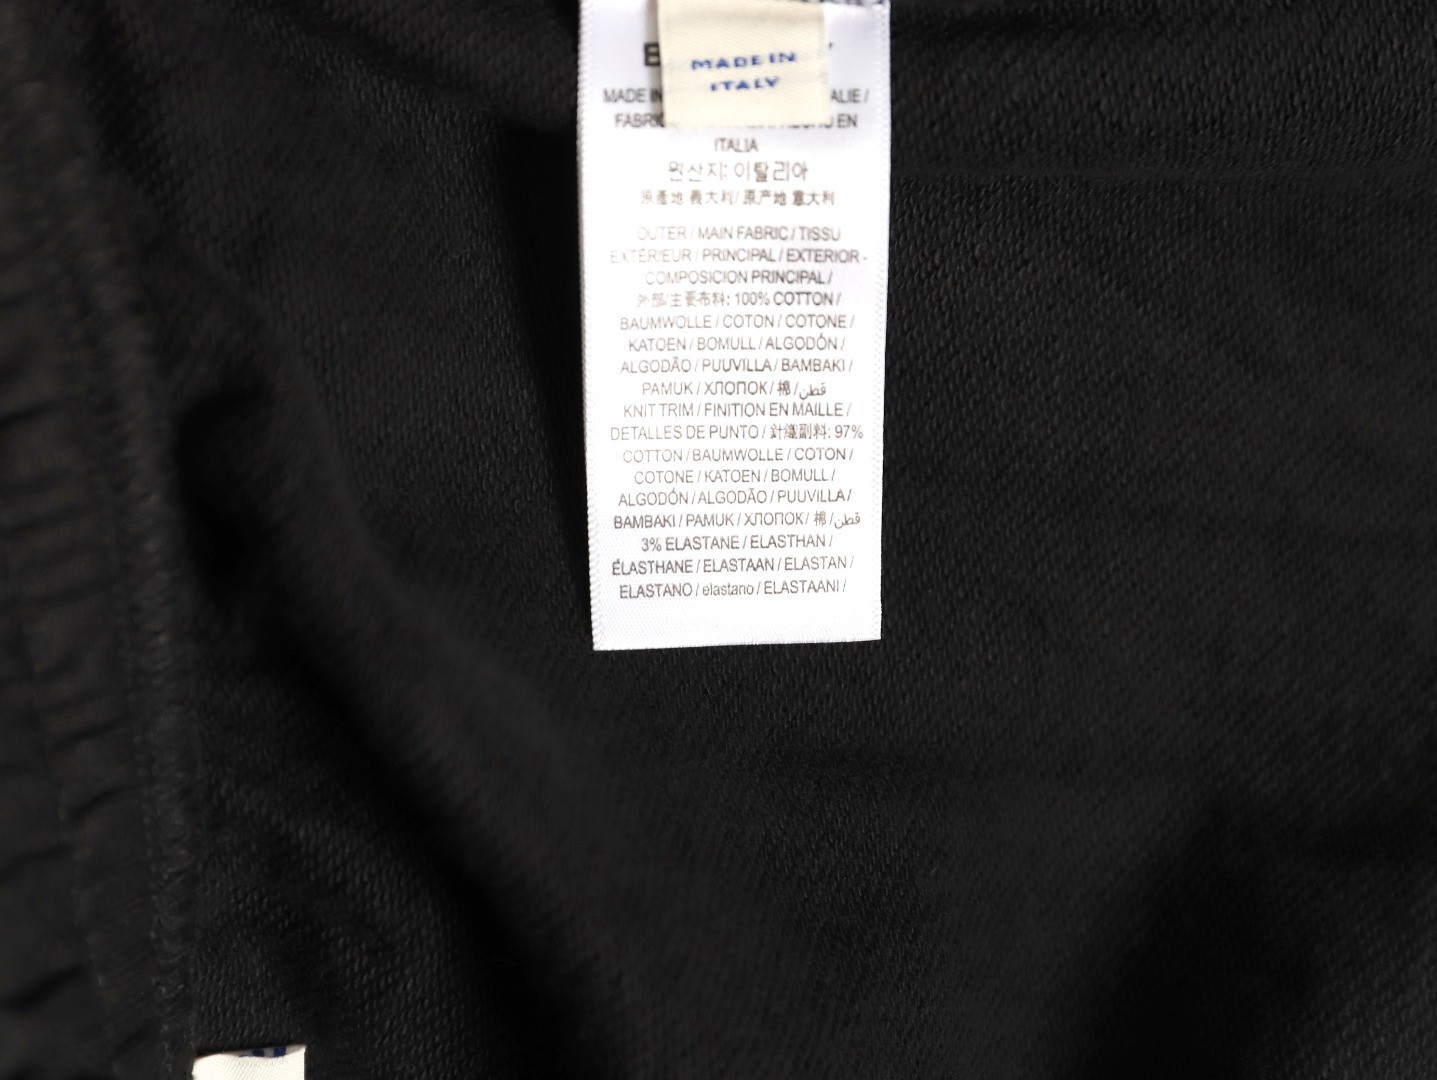 MADE IN
ITALY
MADE IN
EN
ITALIA
원산지: 이탈리아
原產地 義大利/ 原产地 意大利
OUTER / MAIN FABRIC / TISSU
EXTÉRIEUR / PRINCIPAL / EXTERIOR -
COMPOSICION PRINCIPAL /
外部/主要布料: 100% COTTON /
BAUMWOLLE / COTON / COTONE /
KATOEN / BOMULL / ALGODÓN /
ALGODÃO / PUUVILLA / BAMBAKI /
PAMUK / ХЛОПОК / 棉 / قطن
KNIT TRIM / FINITION EN MAILLE /
DETALLES DE PUNTO / 針織副料: 97%
COTTON / BAUMWOLLE / COTON /
COTONE / KATOEN / BOMULL /
ALGODÓN / ALGODÃO / PUUVILLA /
BAMBAKI / PAMUK / ХЛОПОК / 棉 / قطن
3% ELASTANE / ELASTHAN /
ÉLASTHANE / ELASTAAN / ELASTAN /
ELASTANO / elastano / ELASTAANI /